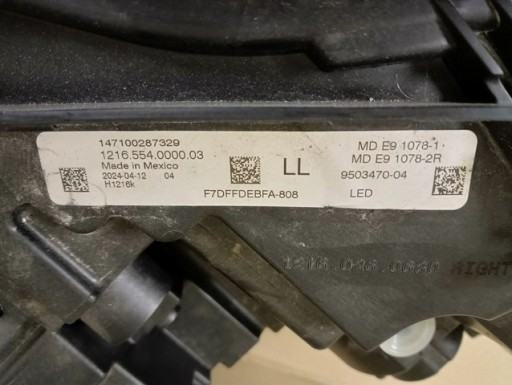 147100287329
1216.554.0000.03
Made in Mexico
2024-04-12 04
H1216k
F7DFFDEBFA-808
LL
MD E9 1078-1
MD E9 1078-2R
9503470-04
LED
RIGHT